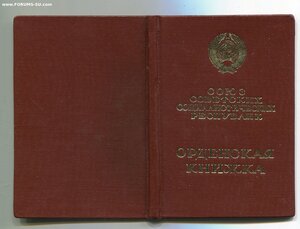 www.FORUMS-SU.com
СОЮЗ
СОВЕТСКИХ
СОЦИАЛИСТИЧЕСКИХ
РЕСПУБЛИК
ОРДЕНСКАЯ
КНИЖКА